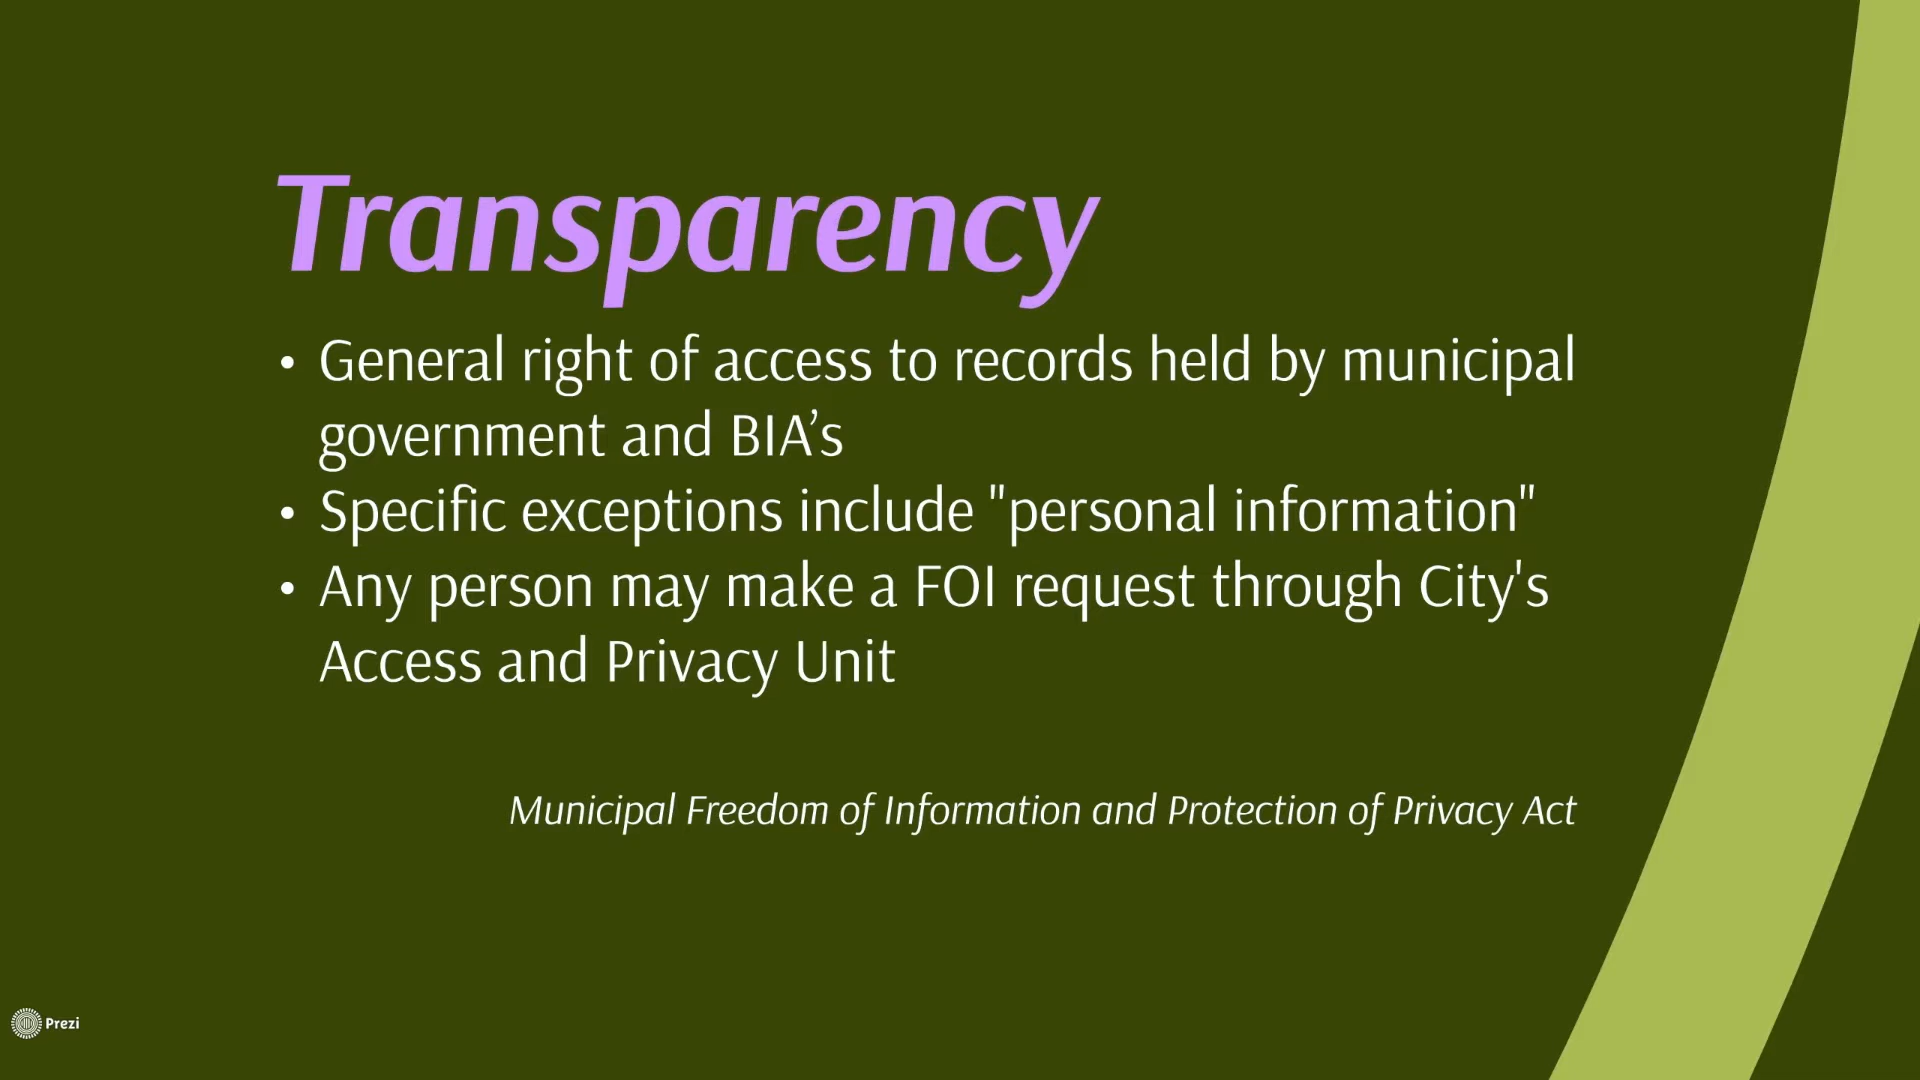 Transparency
• General right of access to records held by municipal
government and BIA’s
• Specific exceptions include "personal information"
• Any person may make a FOI request through City's
Access and Privacy Unit
Municipal Freedom of Information and Protection of Privacy Act
Prezi